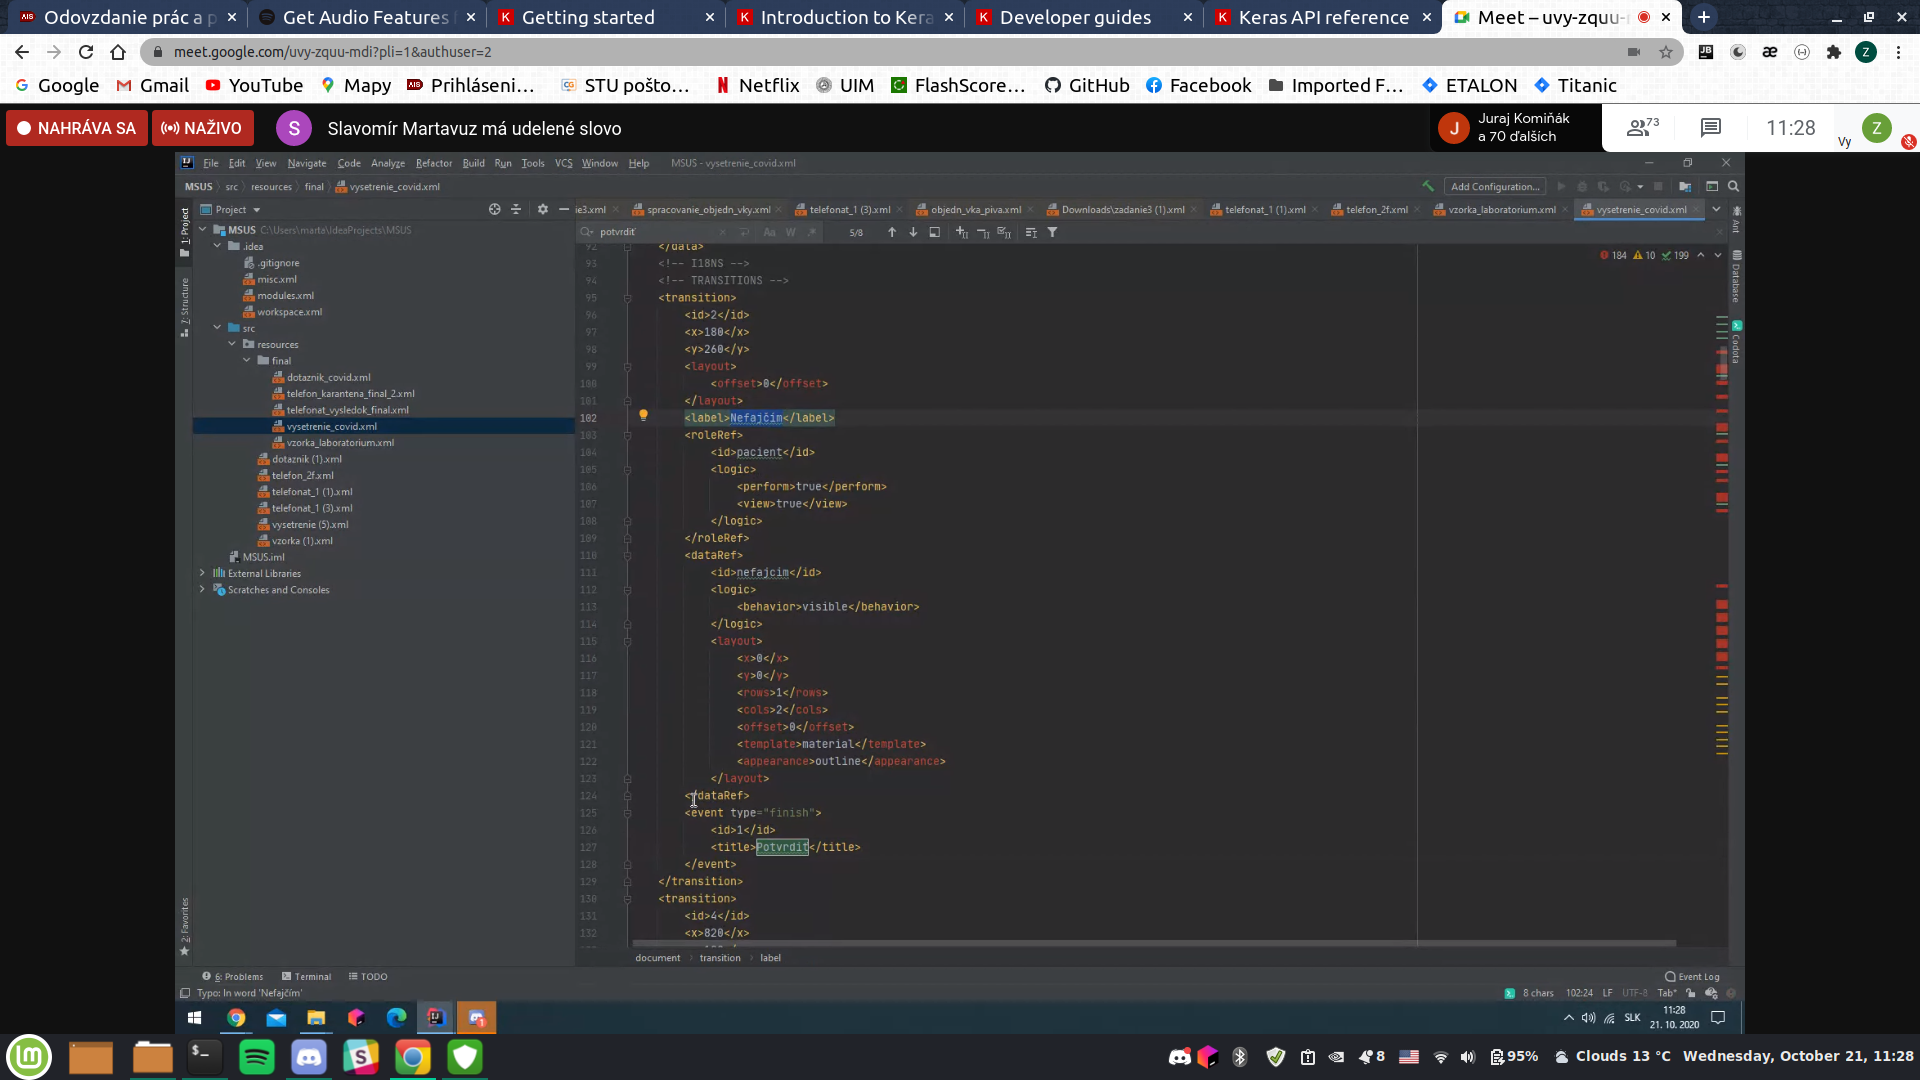 Odovzdanie prác a p
Get Audio Features
Getting started
Introduction to Kera
Developer guides
Keras API reference
Meet – uvy-zquu-
meet.google.com/uvy-zquu-mdi?pli=1&authuser=2
Google
Gmail
YouTube
Mapy
Prihláseni...
STU pošto...
Netflix
UIM
FlashScore...
GitHub
Facebook
Imported F...
ETALON
Titanic
NAHRÁVA SA
NAŽIVO
S
Slavomír Martavuz má udelené slovo
J
Juraj Komiňák
a 70 ďalších
73
11:28
Vy
Z
File Edit View Navigate Code Analyze Refactor Build Run Tools VCS Window Help MSUS - vysetrenie_covid.xml
MSUS src resources final vysetrenie_covid.xml
Add Configuration...
Project
ie3.xml spracovanie_objedn_vky.xml telefonat_1 (3).xml objedn_vka_piva.xml Downloads\zadanie3 (1).xml telefonat_1 (1).xml telefon_2f.xml vzorka_laboratorium.xml vysetrenie_covid.xml
potvrdit
5/8
184 10 199
1: Project
Structure
2: Favorites
Ant
Database
Codota
MSUS C:\Users\marta\IdeaProjects\MSUS
.idea
.gitignore
misc.xml
modules.xml
workspace.xml
src
resources
final
dotaznik_covid.xml
telefon_karantena_final_2.xml
telefonat_vysledok_final.xml
vysetrenie_covid.xml
vzorka_laboratorium.xml
dotaznik (1).xml
telefon_2f.xml
telefonat_1 (1).xml
telefonat_1 (3).xml
vysetrenie (5).xml
vzorka (1).xml
MSUS.iml
External Libraries
Scratches and Consoles
92 </data>
93 <!-- I18NS -->
94 <!-- TRANSITIONS -->
95 <transition>
96 <id>2</id>
97 <x>180</x>
98 <y>260</y>
99 <layout>
100 <offset>0</offset>
101 </layout>
102 <label>Nefajčím</label>
103 <roleRef>
104 <id>pacient</id>
105 <logic>
106 <perform>true</perform>
107 <view>true</view>
108 </logic>
109 </roleRef>
110 <dataRef>
111 <id>nefajcim</id>
112 <logic>
113 <behavior>visible</behavior>
114 </logic>
115 <layout>
116 <x>0</x>
117 <y>0</y>
118 <rows>1</rows>
119 <cols>2</cols>
120 <offset>0</offset>
121 <template>material</template>
122 <appearance>outline</appearance>
123 </layout>
124 </dataRef>
125 <event type="finish">
126 <id>1</id>
127 <title>Potvrdit</title>
128 </event>
129 </transition>
130 <transition>
131 <id>4</id>
132 <x>820</x>
document transition label
6: Problems Terminal TODO
Event Log
Typo: In word 'Nefajčím'
8 chars 102:24 LF UTF-8 Tab*
SLK
11:28
21. 10. 2020
8
95%
Clouds 13 °C
Wednesday, October 21, 11:28